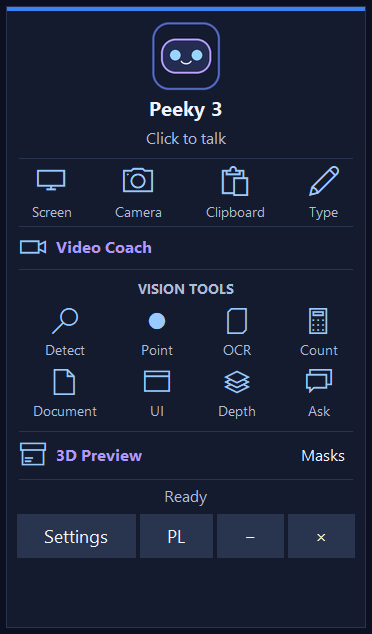 Peeky 3
Click to talk
Screen Camera Clipboard Type
Video Coach
VISION TOOLS
Detect Point OCR Count
Document UI Depth Ask
3D Preview Masks
Ready
Settings PL − ×